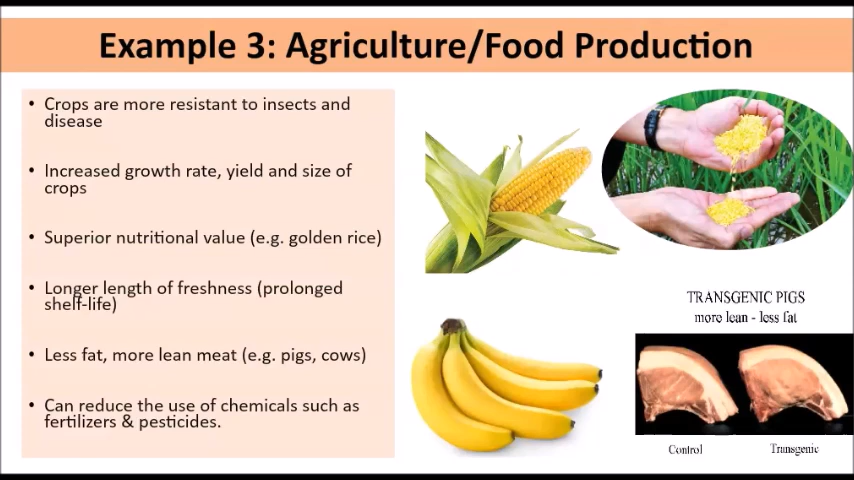 Example 3: Agriculture/Food Production
• Crops are more resistant to insects and
disease
• Increased growth rate, yield and size of
crops
• Superior nutritional value (e.g. golden rice)
• Longer length of freshness (prolonged
shelf-life)
• Less fat, more lean meat (e.g. pigs, cows)
• Can reduce the use of chemicals such as
fertilizers & pesticides.
TRANSGENIC PIGS
more lean - less fat
Control
Transgenic